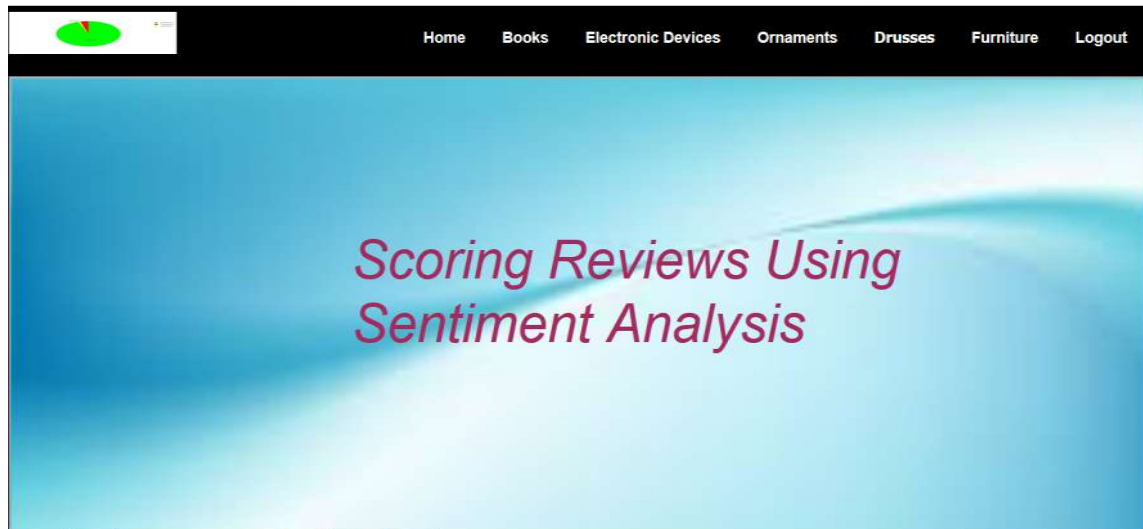 Home Books Electronic Devices Ornaments Drusses Furniture Logout
Scoring Reviews Using
Sentiment Analysis